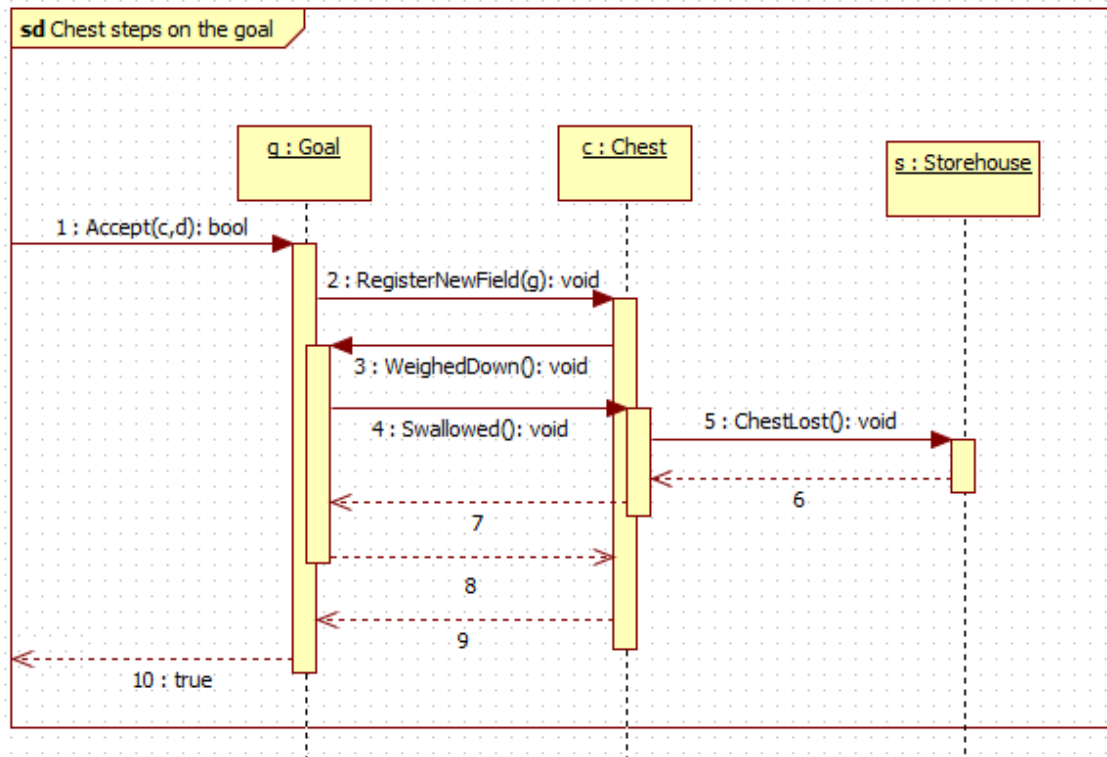 sd Chest steps on the goal
g : Goal
c : Chest
s : Storehouse
1 : Accept(c,d): bool
2 : RegisterNewField(g): void
3 : WeighedDown(): void
4 : Swallowed(): void
5 : ChestLost(): void
6
7
8
9
10 : true